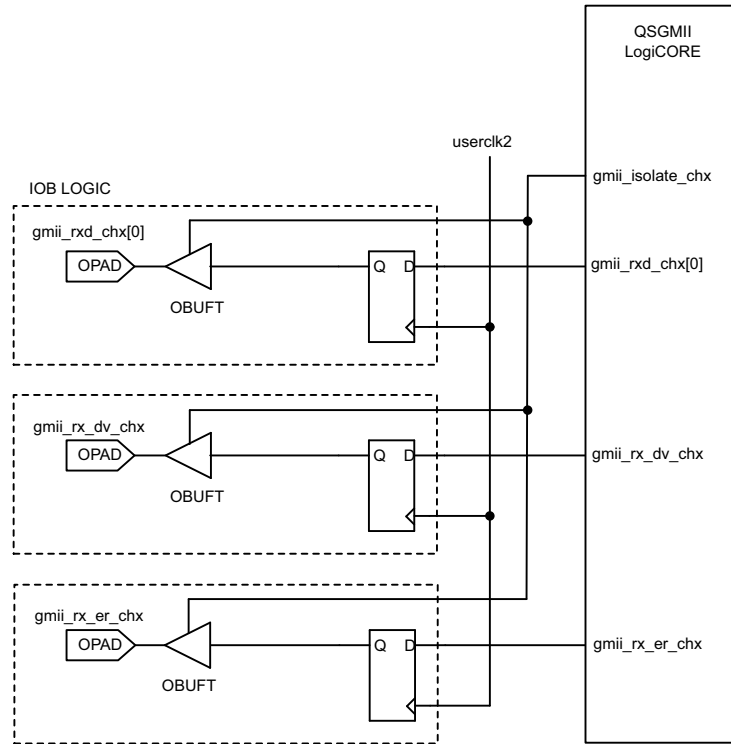 QSGMII
LogiCORE
userclk2
gmii_isolate_chx
IOB LOGIC
gmii_rxd_chx[0]
OPAD
OBUFT
Q D
gmii_rxd_chx[0]
gmii_rx_dv_chx
OPAD
OBUFT
Q D
gmii_rx_dv_chx
gmii_rx_er_chx
OPAD
OBUFT
Q D
gmii_rx_er_chx